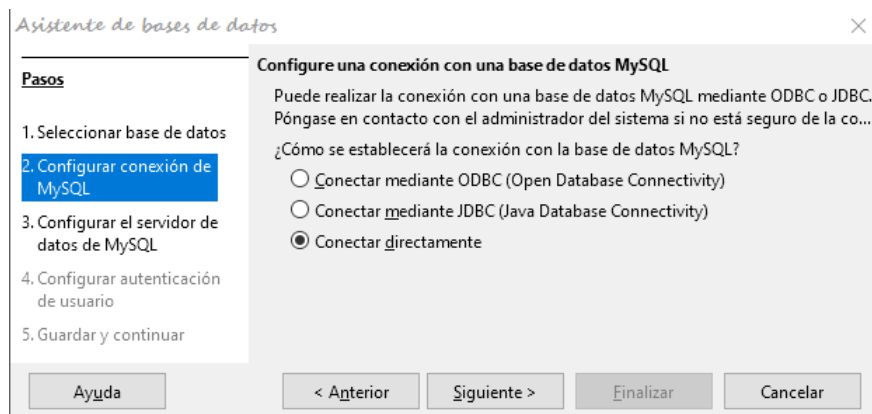 Asistente de bases de datos
Pasos
1. Seleccionar base de datos
2. Configurar conexión de
MySQL
3. Configurar el servidor de
datos de MySQL
4. Configurar autenticación
de usuario
5. Guardar y continuar
Configure una conexión con una base de datos MySQL
Puede realizar la conexión con una base de datos MySQL mediante ODBC o JDBC.
Póngase en contacto con el administrador del sistema si no está seguro de la co...
¿Cómo se establecerá la conexión con la base de datos MySQL?
Conectar mediante ODBC (Open Database Connectivity)
Conectar mediante JDBC (Java Database Connectivity)
Conectar directamente
Ayuda
< Anterior
Siguiente >
Finalizar
Cancelar